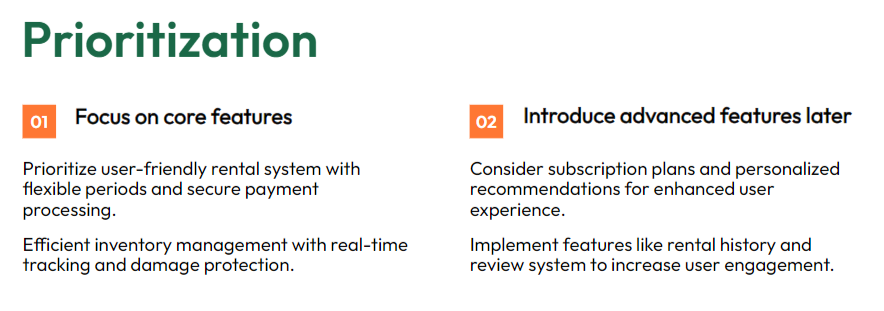 Prioritization
01 Focus on core features
Prioritize user-friendly rental system with
flexible periods and secure payment
processing.
Efficient inventory management with real-time
tracking and damage protection.
02 Introduce advanced features later
Consider subscription plans and personalized
recommendations for enhanced user
experience.
Implement features like rental history and
review system to increase user engagement.